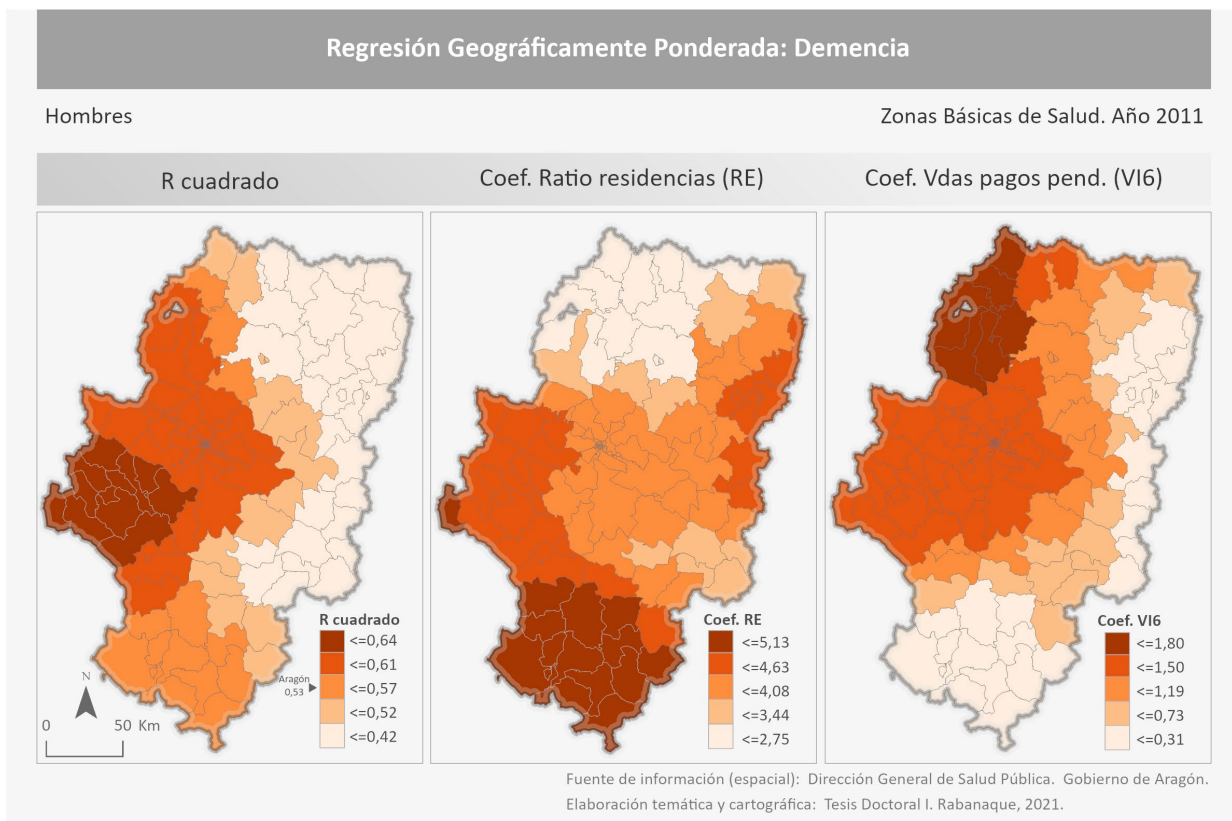 Regresión Geográficamente Ponderada: Demencia
Hombres
Zonas Básicas de Salud. Año 2011
R cuadrado
Coef. Ratio residencias (RE)
Coef. Vdas pagos pend. (VI6)
R cuadrado
<=0,64
<=0,61
<=0,57
<=0,52
<=0,42
Aragón
0,53
N
0 50 Km
Coef. RE
<=5,13
<=4,63
<=4,08
<=3,44
<=2,75
Coef. VI6
<=1,80
<=1,50
<=1,19
<=0,73
<=0,31
Fuente de información (espacial): Dirección General de Salud Pública. Gobierno de Aragón.
Elaboración temática y cartográfica: Tesis Doctoral I. Rabanaque, 2021.